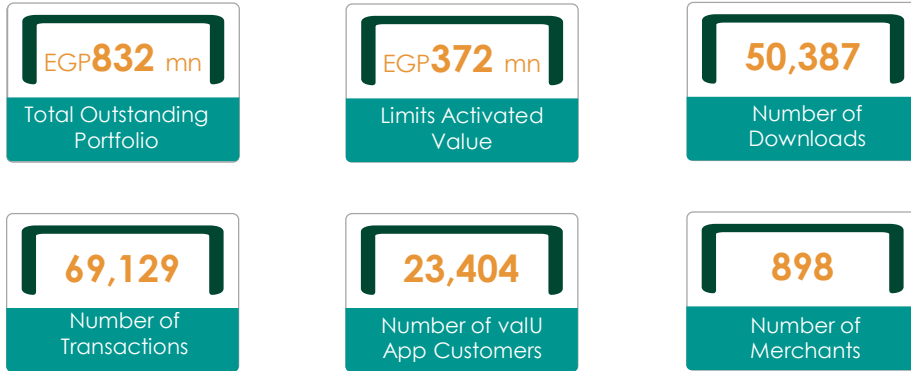 EGP832 mn
Total Outstanding
Portfolio
EGP372 mn
Limits Activated
Value
50,387
Number of
Downloads
69,129
Number of
Transactions
23,404
Number of valU
App Customers
898
Number of
Merchants